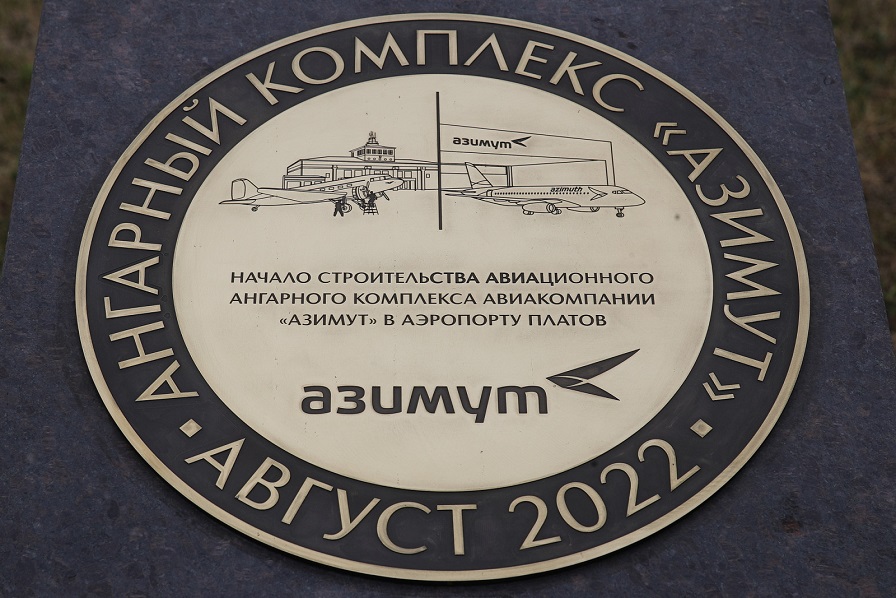 АНГАРНЫЙ КОМПЛЕКС «АЗИМУТ»
азимут
azimuth
НАЧАЛО СТРОИТЕЛЬСТВА АВИАЦИОННОГО
АНГАРНОГО КОМПЛЕКСА АВИАКОМПАНИИ
«АЗИМУТ» В АЭРОПОРТУ ПЛАТОВ
азимут
· АВГУСТ 2022 ·